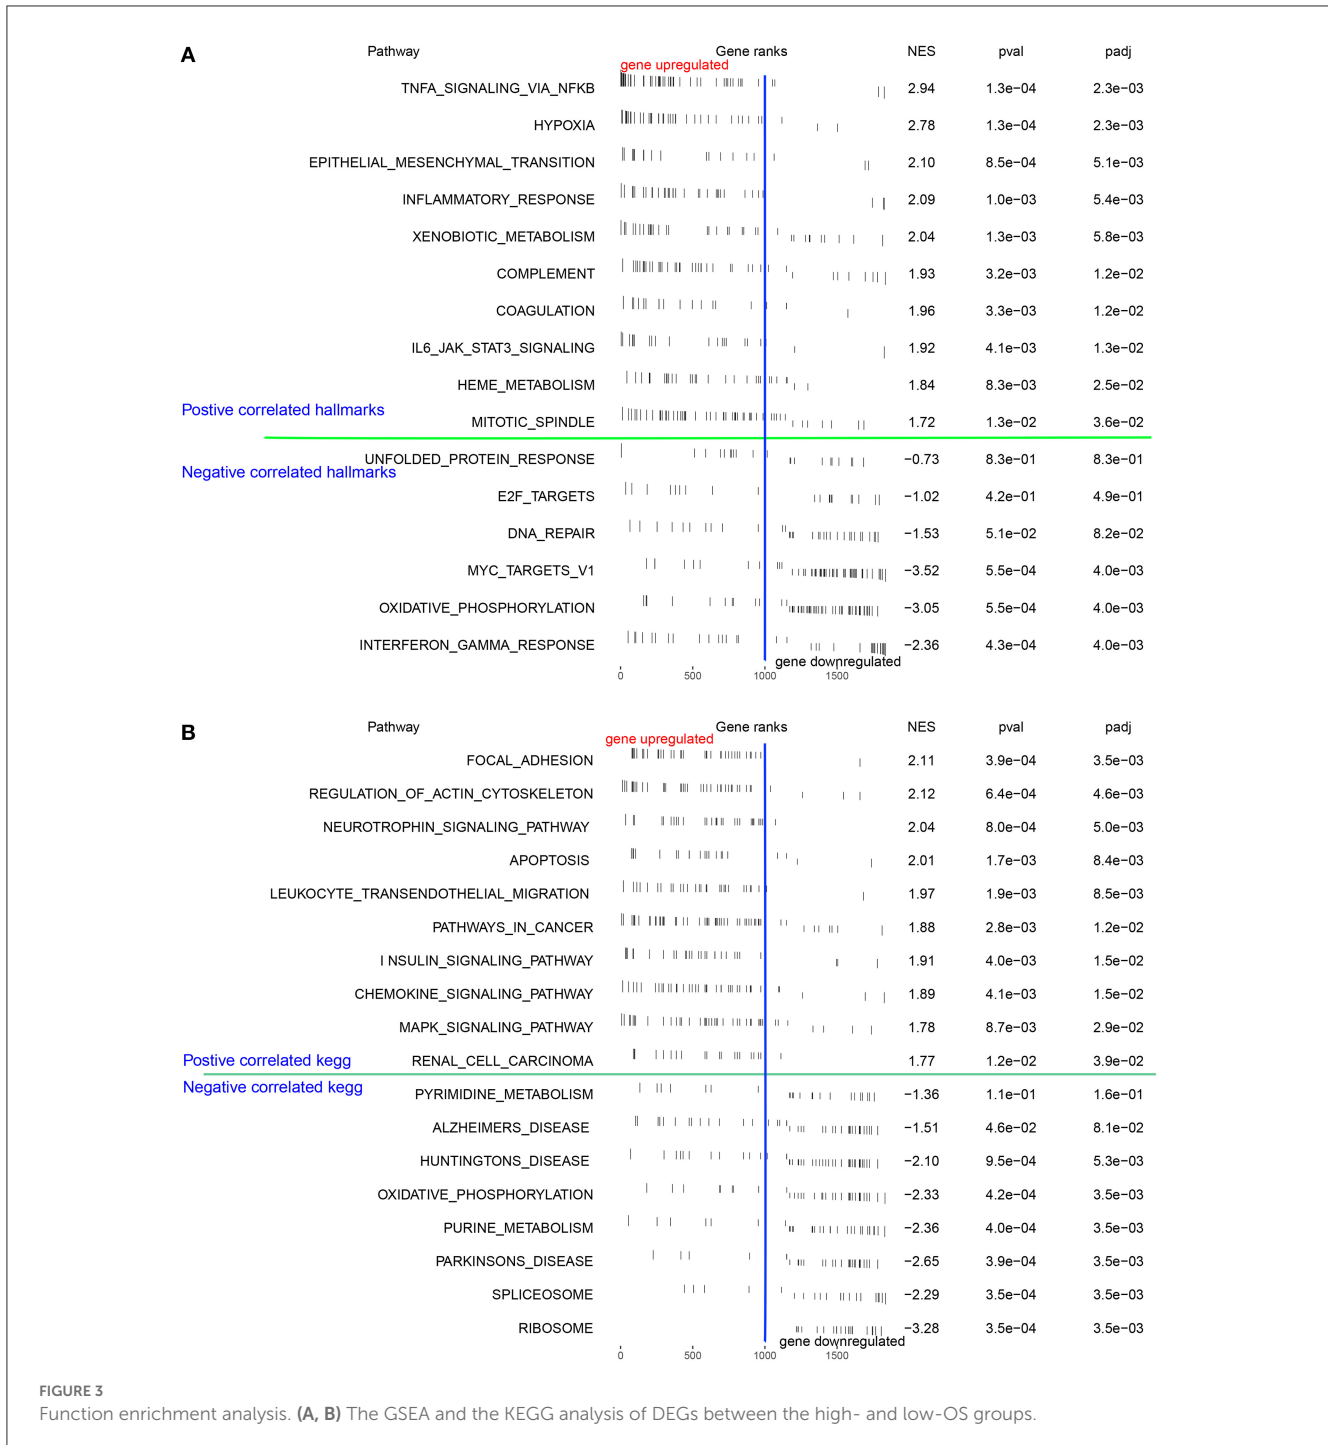 A
Pathway Gene ranks NES pval padj
gene upregulated
TNFA_SIGNALING_VIA_NFKB 2.94 1.3e−04 2.3e−03
HYPOXIA 2.78 1.3e−04 2.3e−03
EPITHELIAL_MESENCHYMAL_TRANSITION 2.10 8.5e−04 5.1e−03
INFLAMMATORY_RESPONSE 2.09 1.0e−03 5.4e−03
XENOBIOTIC_METABOLISM 2.04 1.3e−03 5.8e−03
COMPLEMENT 1.93 3.2e−03 1.2e−02
COAGULATION 1.96 3.3e−03 1.2e−02
IL6_JAK_STAT3_SIGNALING 1.92 4.1e−03 1.3e−02
HEME_METABOLISM 1.84 8.3e−03 2.5e−02
Postive correlated hallmarks
MITOTIC_SPINDLE 1.72 1.3e−02 3.6e−02
UNFOLDED_PROTEIN_RESPONSE −0.73 8.3e−01 8.3e−01
Negative correlated hallmarks
E2F_TARGETS −1.02 4.2e−01 4.9e−01
DNA_REPAIR −1.53 5.1e−02 8.2e−02
MYC_TARGETS_V1 −3.52 5.5e−04 4.0e−03
OXIDATIVE_PHOSPHORYLATION −3.05 5.5e−04 4.0e−03
INTERFERON_GAMMA_RESPONSE −2.36 4.3e−04 4.0e−03
gene downregulated
0 500 1000 1500
B
Pathway Gene ranks NES pval padj
gene upregulated
FOCAL_ADHESION 2.11 3.9e−04 3.5e−03
REGULATION_OF_ACTIN_CYTOSKELETON 2.12 6.4e−04 4.6e−03
NEUROTROPHIN_SIGNALING_PATHWAY 2.04 8.0e−04 5.0e−03
APOPTOSIS 2.01 1.7e−03 8.4e−03
LEUKOCYTE_TRANSENDOTHELIAL_MIGRATION 1.97 1.9e−03 8.5e−03
PATHWAYS_IN_CANCER 1.88 2.8e−03 1.2e−02
I NSULIN_SIGNALING_PATHWAY 1.91 4.0e−03 1.5e−02
CHEMOKINE_SIGNALING_PATHWAY 1.89 4.1e−03 1.5e−02
MAPK_SIGNALING_PATHWAY 1.78 8.7e−03 2.9e−02
Postive correlated kegg RENAL_CELL_CARCINOMA 1.77 1.2e−02 3.9e−02
Negative correlated kegg
PYRIMIDINE_METABOLISM −1.36 1.1e−01 1.6e−01
ALZHEIMERS_DISEASE −1.51 4.6e−02 8.1e−02
HUNTINGTONS_DISEASE −2.10 9.5e−04 5.3e−03
OXIDATIVE_PHOSPHORYLATION −2.33 4.2e−04 3.5e−03
PURINE_METABOLISM −2.36 4.0e−04 3.5e−03
PARKINSONS_DISEASE −2.65 3.9e−04 3.5e−03
SPLICEOSOME −2.29 3.5e−04 3.5e−03
RIBOSOME −3.28 3.5e−04 3.5e−03
gene downregulated
0 500 1000 1500
FIGURE 3
Function enrichment analysis. (A, B) The GSEA and the KEGG analysis of DEGs between the high- and low-OS groups.